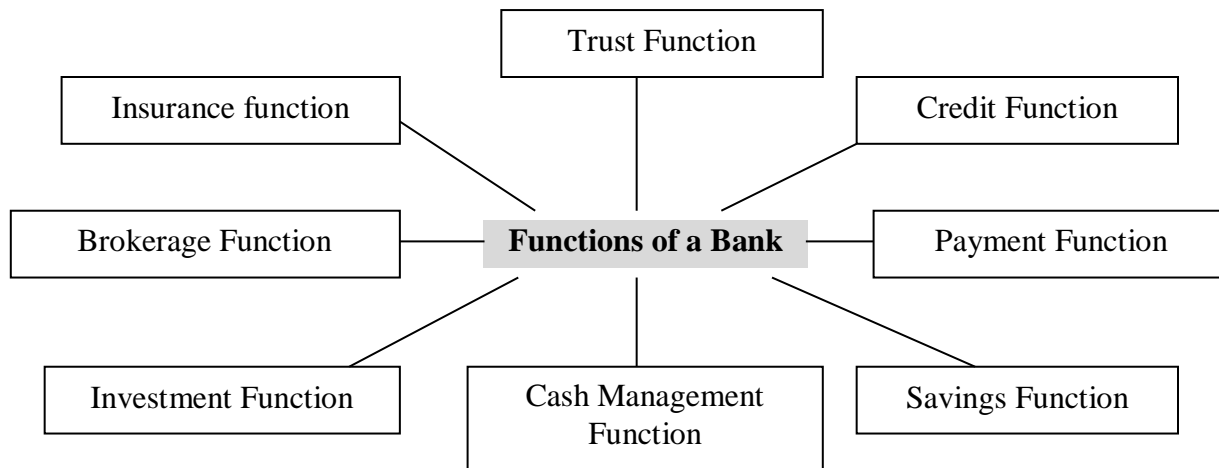 Trust Function
Insurance function
Credit Function
Brokerage Function
Functions of a Bank
Payment Function
Investment Function
Cash Management
Function
Savings Function